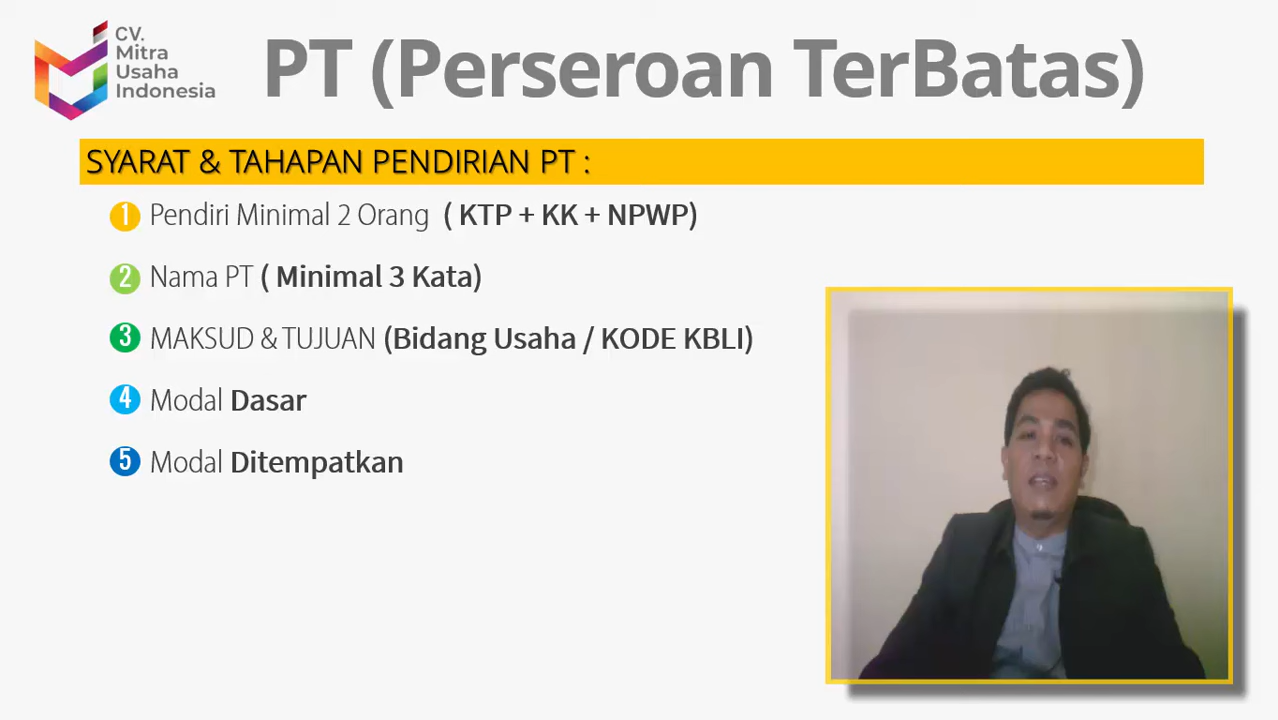 CV.
Mitra
Usaha
Indonesia
PT (Perseroan TerBatas)
SYARAT & TAHAPAN PENDIRIAN PT :
1 Pendiri Minimal 2 Orang ( KTP + KK + NPWP)
2 Nama PT ( Minimal 3 Kata)
3 MAKSUD & TUJUAN (Bidang Usaha / KODE KBLI)
4 Modal Dasar
5 Modal Ditempatkan